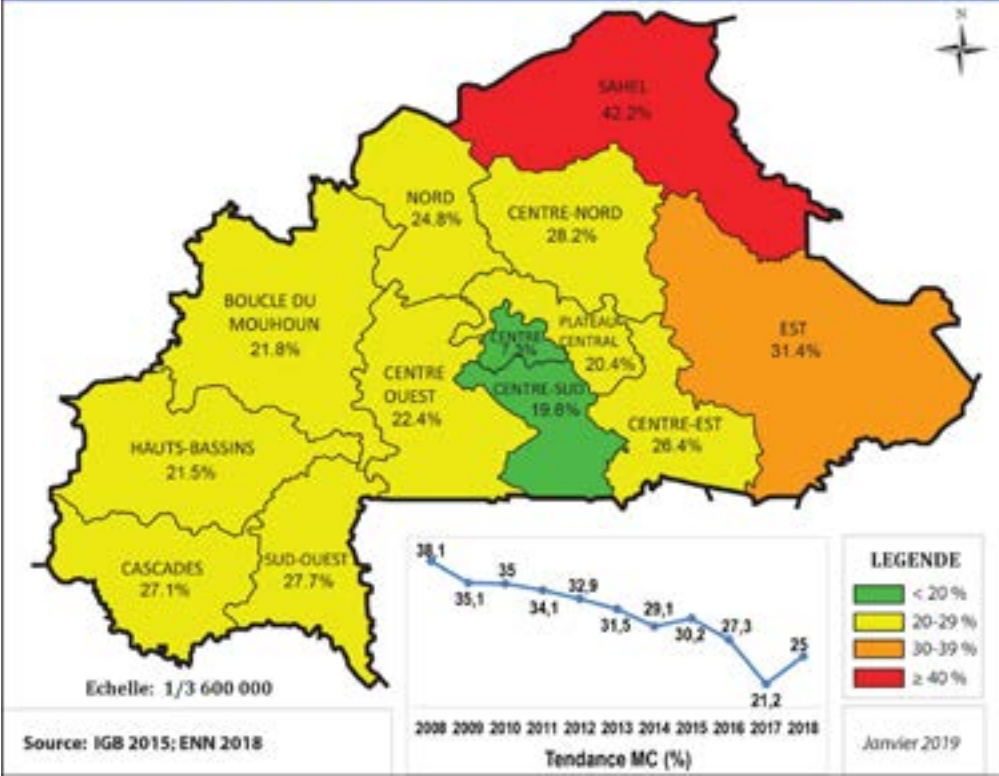 N
SAHEL
42.2%
NORD
24.8%
CENTRE-NORD
28.2%
BOUCLE DU
MOUHOUN
21.8%
PLATEAU
CENTRAL
20.4%
CENTRE
EST
31.4%
CENTRE
OUEST
22.4%
CENTRE-SUD
19.6%
CENTRE-EST
26.4%
HAUTS-BASSINS
21.5%
CASCADES
27.1%
SUD-OUEST
27.7%
38,1
35,1
35
34,1
32,9
31,5
29,1
30,2
27,3
21,2
25
2008 2009 2010 2011 2012 2013 2014 2015 2016 2017 2018
Tendance MC (%)
LEGENDE
< 20 %
20-29 %
30-39 %
≥ 40 %
Echelle: 1/3 600 000
Source: IGB 2015; ENN 2018
Janvier 2019